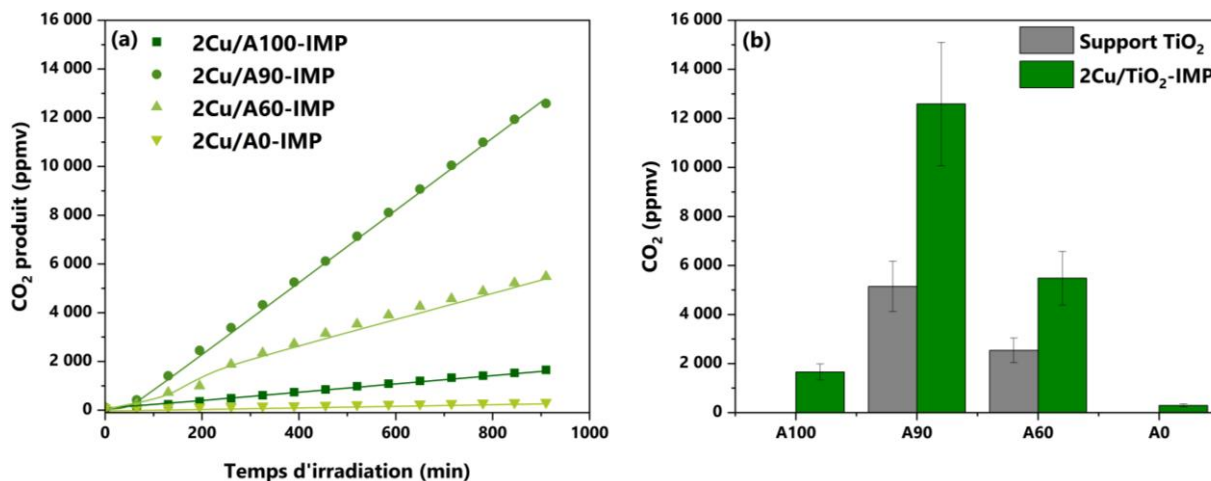 (a)
2Cu/A100-IMP
2Cu/A90-IMP
2Cu/A60-IMP
2Cu/A0-IMP
16 000
14 000
12 000
10 000
8 000
6 000
4 000
2 000
0
CO₂ produit (ppmv)
0 200 400 600 800 1000
Temps d'irradiation (min)
(b)
Support TiO₂
2Cu/TiO₂-IMP
16 000
14 000
12 000
10 000
8 000
6 000
4 000
2 000
0
CO₂ (ppmv)
A100 A90 A60 A0